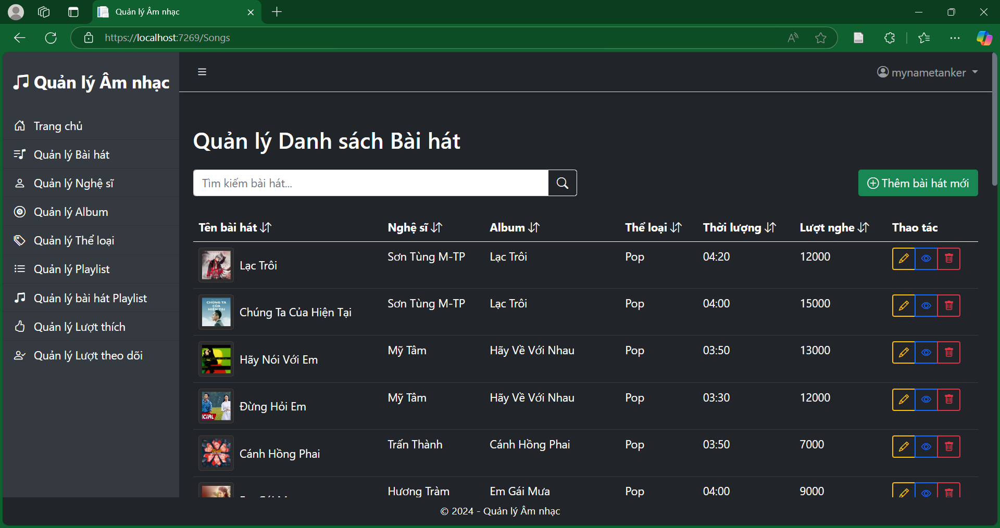 Quản lý Âm nhạc
https://localhost:7269/Songs
Quản lý Âm nhạc
mynametanker
Trang chủ
Quản lý Bài hát
Quản lý Nghệ sĩ
Quản lý Album
Quản lý Thể loại
Quản lý Playlist
Quản lý bài hát Playlist
Quản lý Lượt thích
Quản lý Lượt theo dõi
Quản lý Danh sách Bài hát
Tìm kiếm bài hát...
Thêm bài hát mới
Tên bài hát Nghệ sĩ Album Thể loại Thời lượng Lượt nghe Thao tác
Lạc Trôi Sơn Tùng M-TP Lạc Trôi Pop 04:20 12000
CHÚNG TA
CỦA
HIỆN TẠI
Chúng Ta Của Hiện Tại Sơn Tùng M-TP Lạc Trôi Pop 04:00 15000
Hãy Nói Với Em Mỹ Tâm Hãy Về Với Nhau Pop 03:50 13000
ICIAL
Đừng Hỏi Em Mỹ Tâm Hãy Về Với Nhau Pop 03:30 12000
Cánh Hồng Phai Trấn Thành Cánh Hồng Phai Pop 03:50 7000
Hương Tràm Em Gái Mưa Pop 04:00 9000
© 2024 - Quản lý Âm nhạc